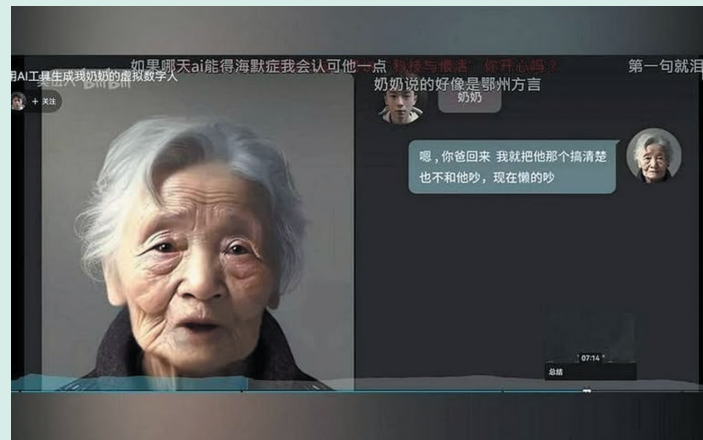 如果哪天ai能得海默症我会认可他一点
第一句就泪
用AI工具生成我奶奶的虚拟数字人
奶奶说的好像是鄂州方言
+ 关注
奶奶
嗯，你爸回来 我就把他那个搞清楚
也不和他吵，现在懒的吵
07:14
总结